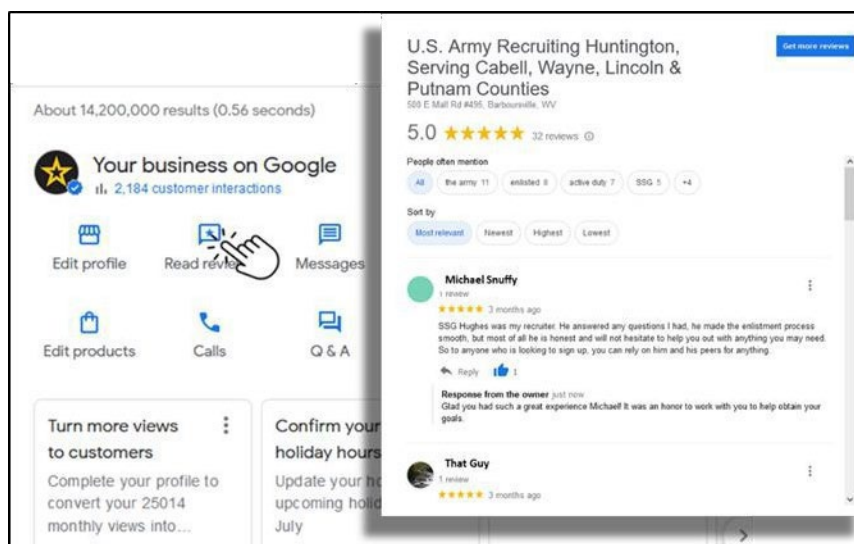 About 14,200,000 results (0.56 seconds)
Your business on Google
2,184 customer interactions
Edit profile
Read review
Messages
Edit products
Calls
Q & A
Turn more views
to customers
Complete your profile to
convert your 25014
monthly views into...
Confirm your
holiday hours
Update your ho
upcoming holid
July
U.S. Army Recruiting Huntington,
Serving Cabell, Wayne, Lincoln &
Putnam Counties
500 E Mall Rd #495, Barboursville, WV
Get more reviews
5.0 32 reviews
People often mention
All the army 11 enlisted 8 active duty 7 SSG 5 +4
Sort by
Most relevant Newest Highest Lowest
Michael Snuffy
1 review
3 months ago
SSG Hughes was my recruiter. He answered any questions I had, he made the enlistment process
smooth, but most of all he is honest and will not hesitate to help you out with anything you may need.
So to anyone who is looking to sign up, you can rely on him and his peers for anything.
Reply 1
Response from the owner just now
Glad you had such a great experience Michael! It was an honor to work with you to help obtain your
goals.
That Guy
1 review
3 months ago